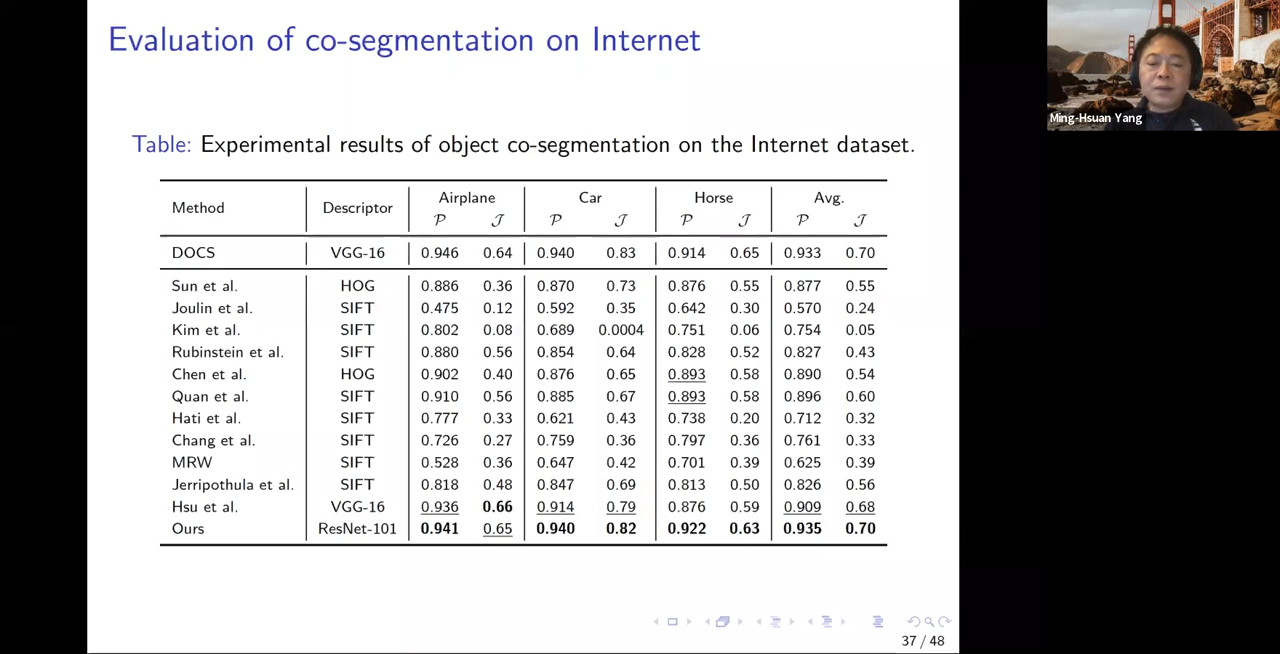 Evaluation of co-segmentation on Internet
Ming-Hsuan Yang
Table: Experimental results of object co-segmentation on the Internet dataset.
Method Descriptor Airplane Car Horse Avg.
P J P J P J P J
DOCS VGG-16 0.946 0.64 0.940 0.83 0.914 0.65 0.933 0.70
Sun et al. HOG 0.886 0.36 0.870 0.73 0.876 0.55 0.877 0.55
Joulin et al. SIFT 0.475 0.12 0.592 0.35 0.642 0.30 0.570 0.24
Kim et al. SIFT 0.802 0.08 0.689 0.0004 0.751 0.06 0.754 0.05
Rubinstein et al. SIFT 0.880 0.56 0.854 0.64 0.828 0.52 0.827 0.43
Chen et al. HOG 0.902 0.40 0.876 0.65 0.893 0.58 0.890 0.54
Quan et al. SIFT 0.910 0.56 0.885 0.67 0.893 0.58 0.896 0.60
Hati et al. SIFT 0.777 0.33 0.621 0.43 0.738 0.20 0.712 0.32
Chang et al. SIFT 0.726 0.27 0.759 0.36 0.797 0.36 0.761 0.33
MRW SIFT 0.528 0.36 0.647 0.42 0.701 0.39 0.625 0.39
Jerripothula et al. SIFT 0.818 0.48 0.847 0.69 0.813 0.50 0.826 0.56
Hsu et al. VGG-16 0.936 0.66 0.914 0.79 0.876 0.59 0.909 0.68
Ours ResNet-101 0.941 0.65 0.940 0.82 0.922 0.63 0.935 0.70
37 / 48